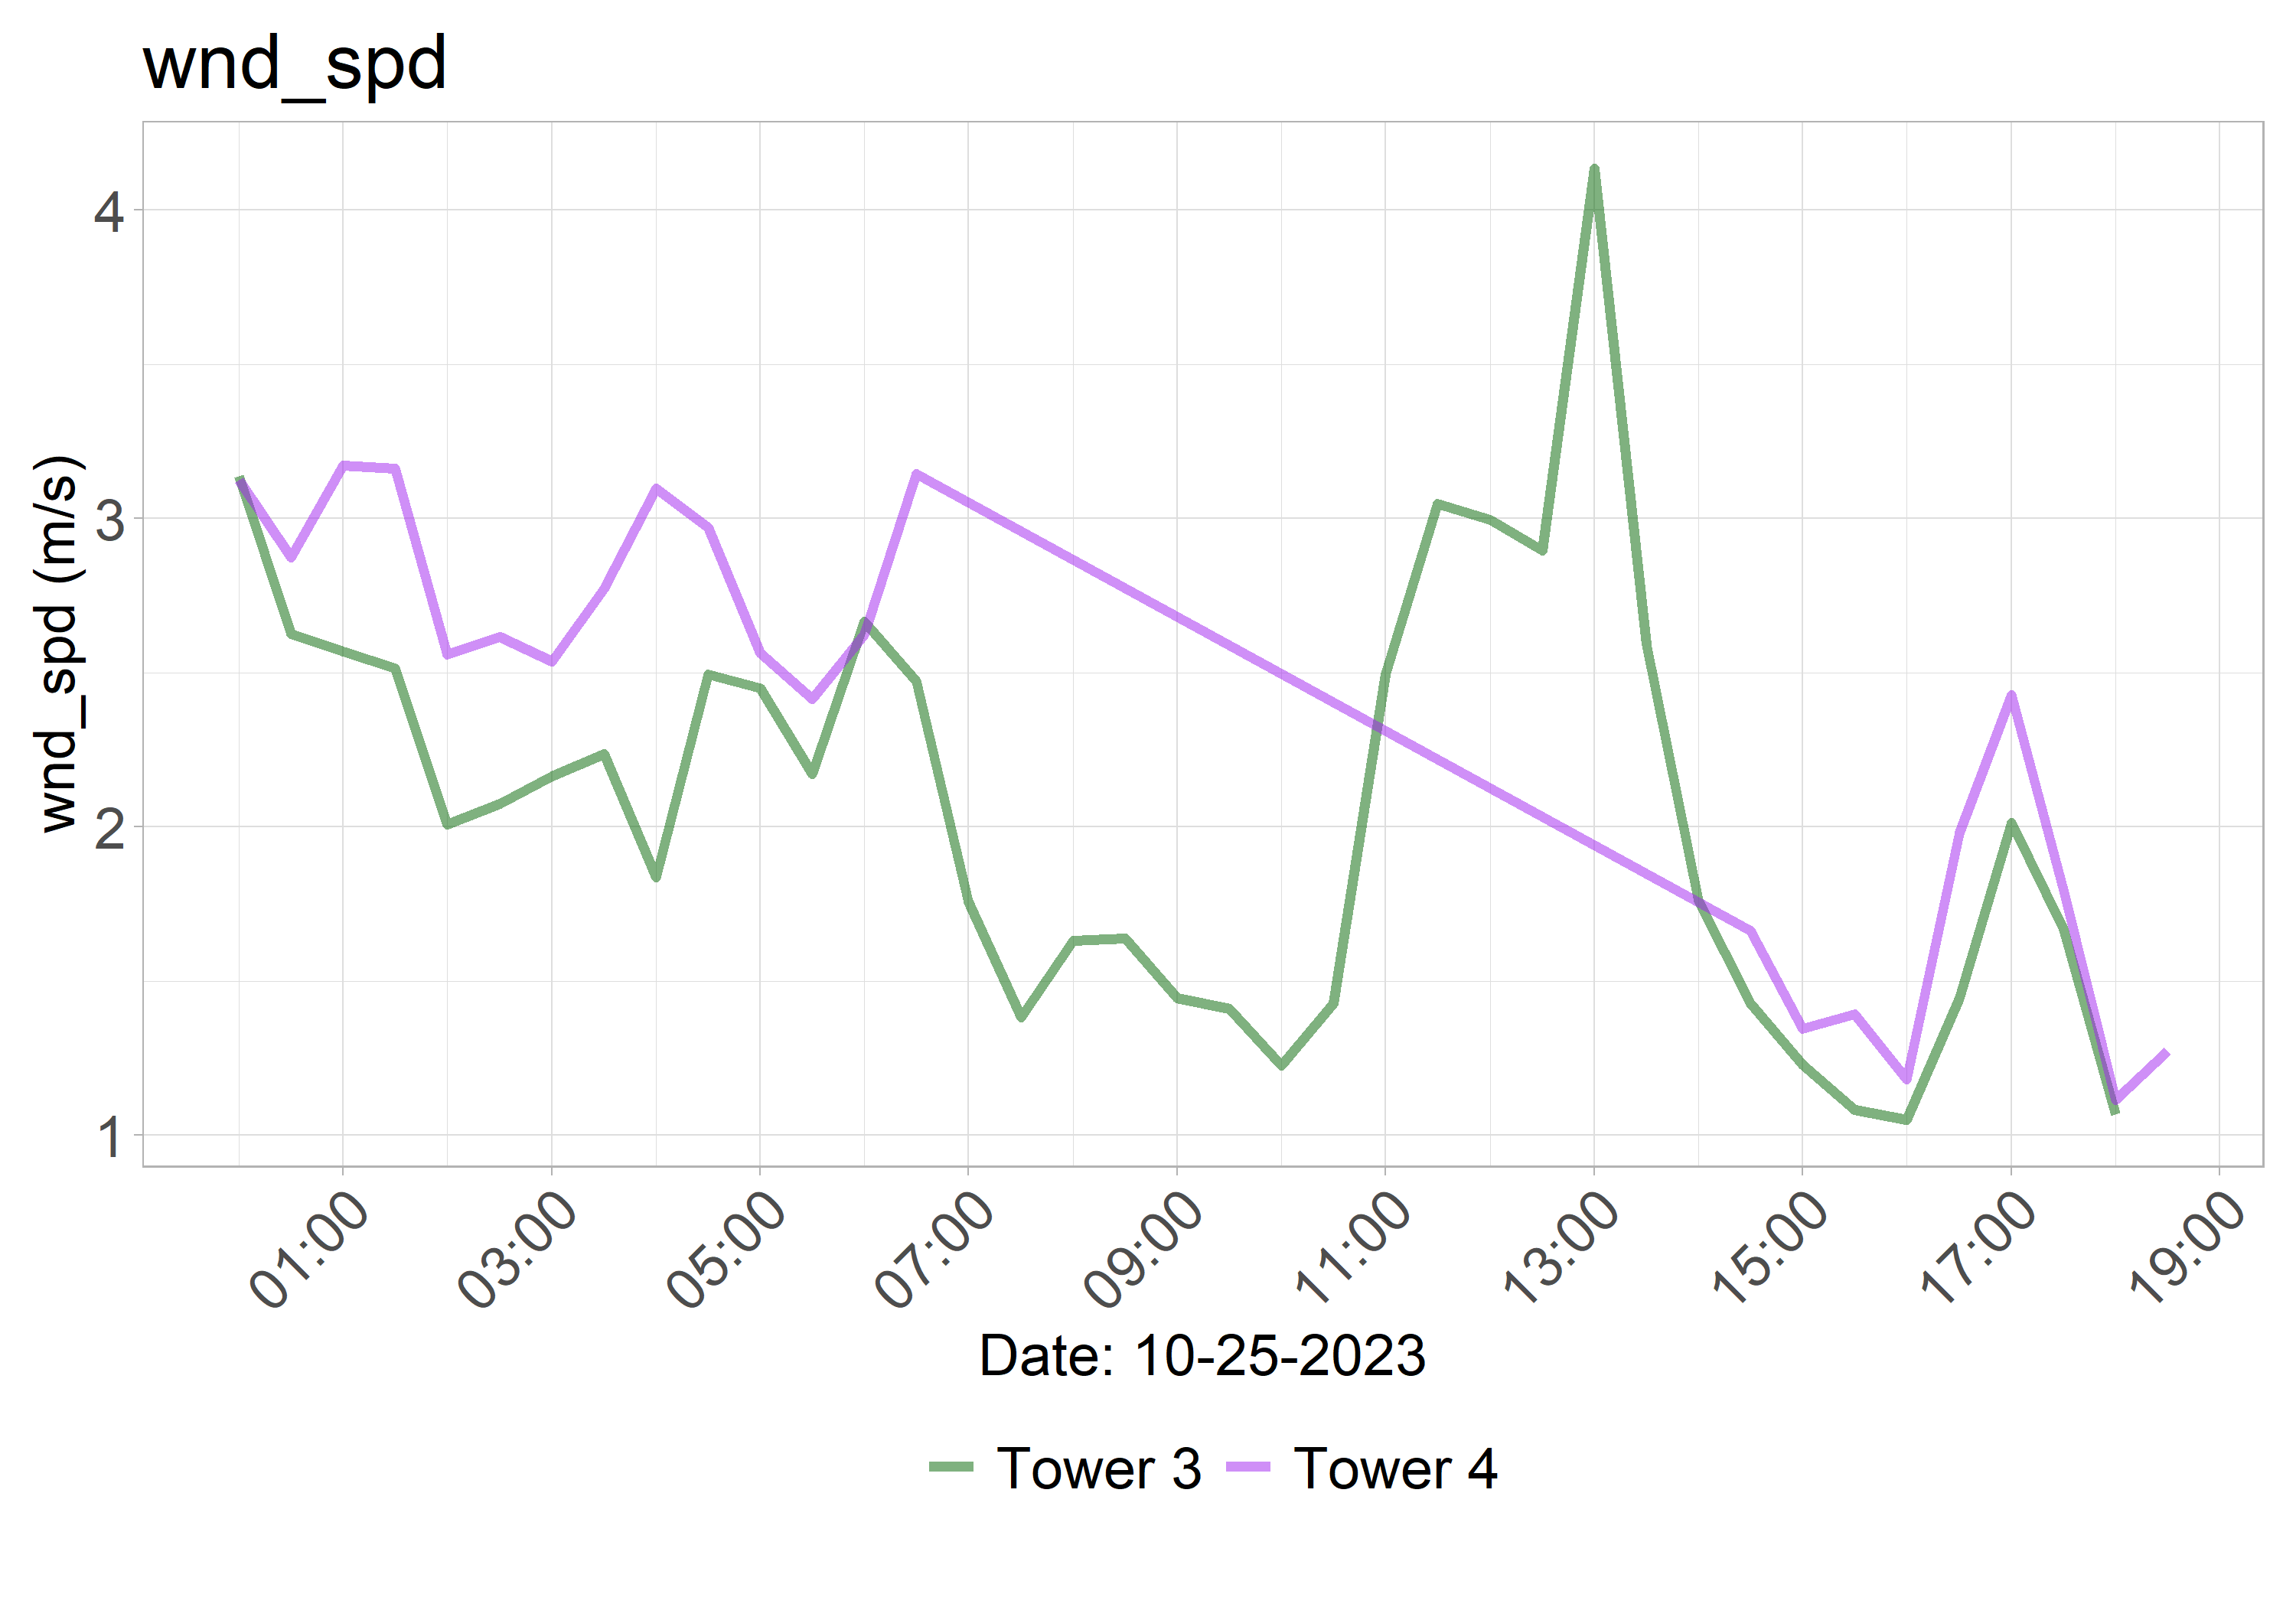 wnd_spd
wnd_spd (m/s)
4
3
2
1
01:00 03:00 05:00 07:00 09:00 11:00 13:00 15:00 17:00 19:00
Date: 10-25-2023
Tower 3 Tower 4